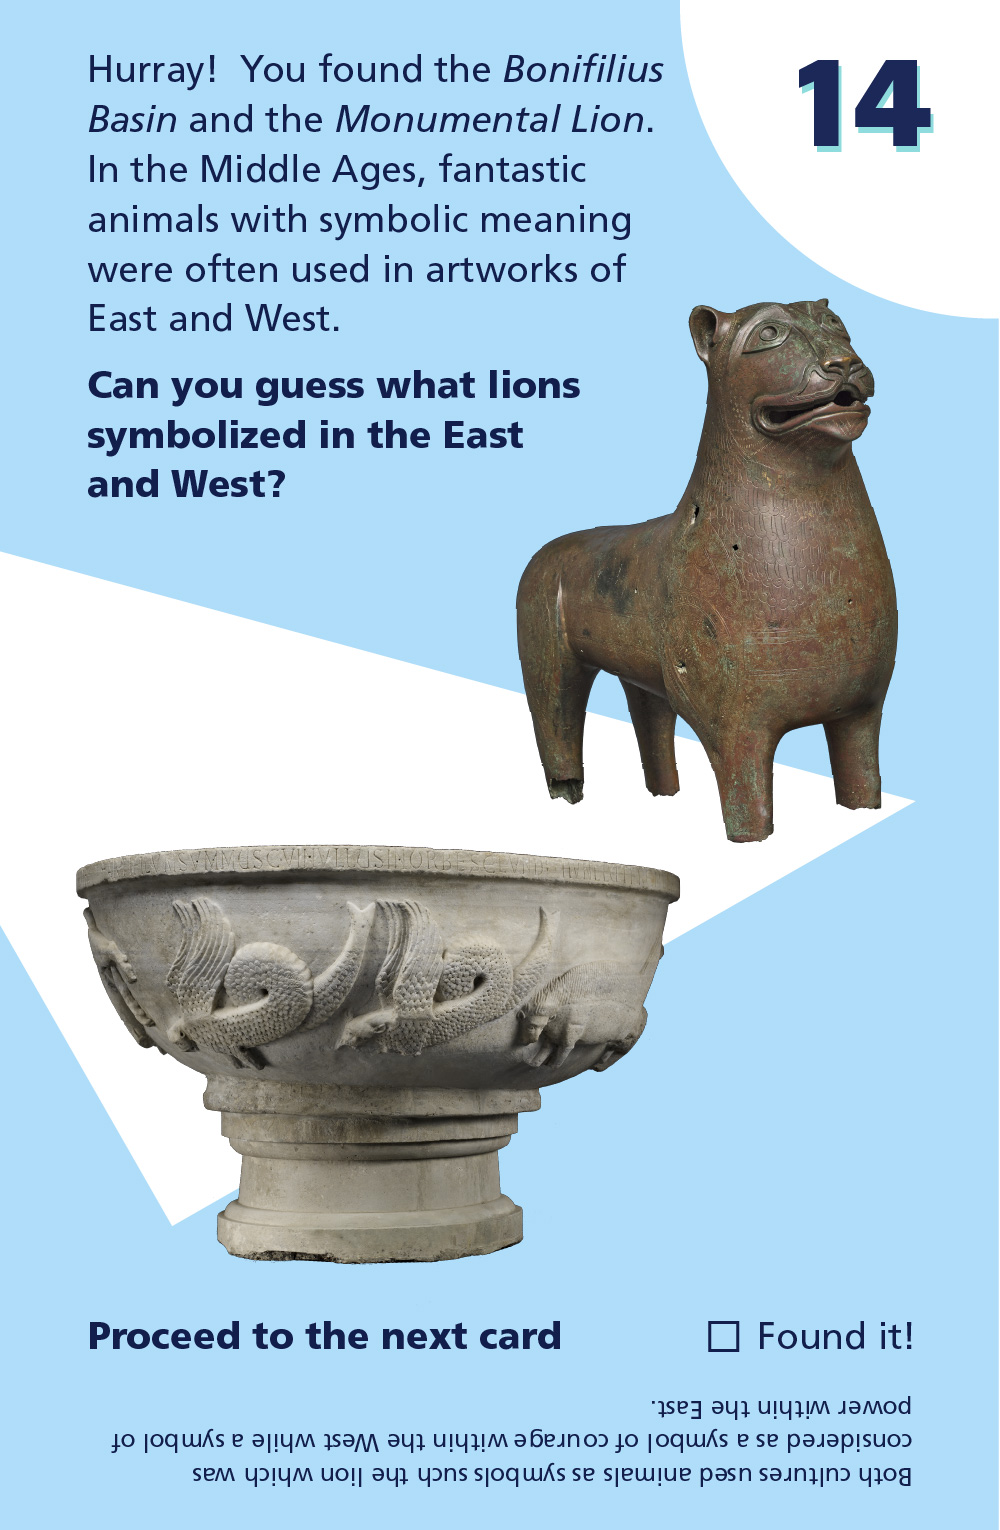 14
Hurray!  You found the Bonifilius
Basin and the Monumental Lion.
In the Middle Ages, fantastic
animals with symbolic meaning
were often used in artworks of
East and West.
Can you guess what lions
symbolized in the East
and West?
Proceed to the next card
Found it!
Both cultures used animals as symbols such the lion which was
considered as a symbol of courage within the West while a symbol of
power within the East.